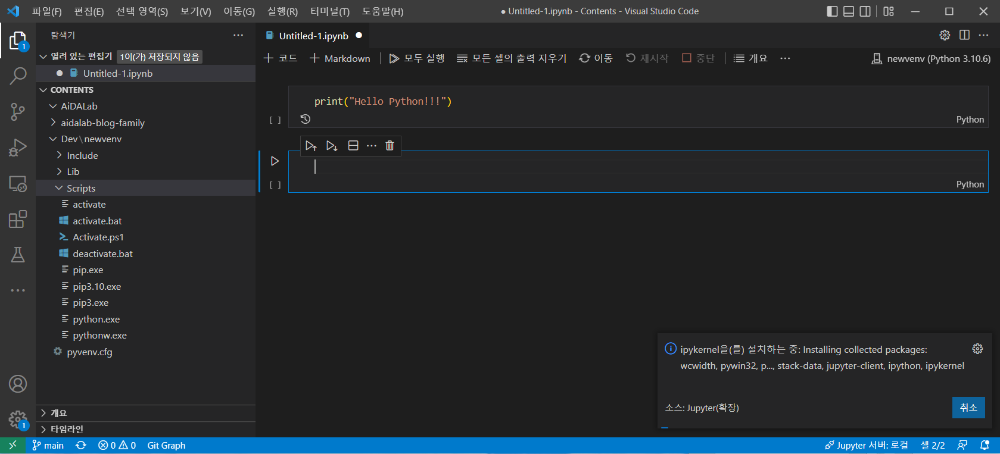 파일(F) 편집(E) 선택 영역(S) 보기(V) 이동(G) 실행(R) 터미널(T) 도움말(H) ● Untitled-1.ipynb - Contents - Visual Studio Code
탐색기 ···
Untitled-1.ipynb ●
열려 있는 편집기 1이(가) 저장되지 않음
● Untitled-1.ipynb
+ 코드 + Markdown 모두 실행 모든 셀의 출력 지우기 이동 재시작 중단 개요 ··· newvenv (Python 3.10.6)
CONTENTS
AiDALab
aidalab-blog-family
Dev\newvenv
Include
Lib
Scripts
activate
activate.bat
Activate.ps1
deactivate.bat
pip.exe
pip3.10.exe
pip3.exe
python.exe
pythonw.exe
pyvenv.cfg
개요
타임라인
print("Hello Python!!!")
[ ]
Python
[ ]
Python
ipykernel을(를) 설치하는 중: Installing collected packages:
wcwidth, pywin32, p..., stack-data, jupyter-client, ipython, ipykernel
소스: Jupyter(확장) 취소
1
1
main 0 0 Git Graph Jupyter 서버: 로컬 셀 2/2